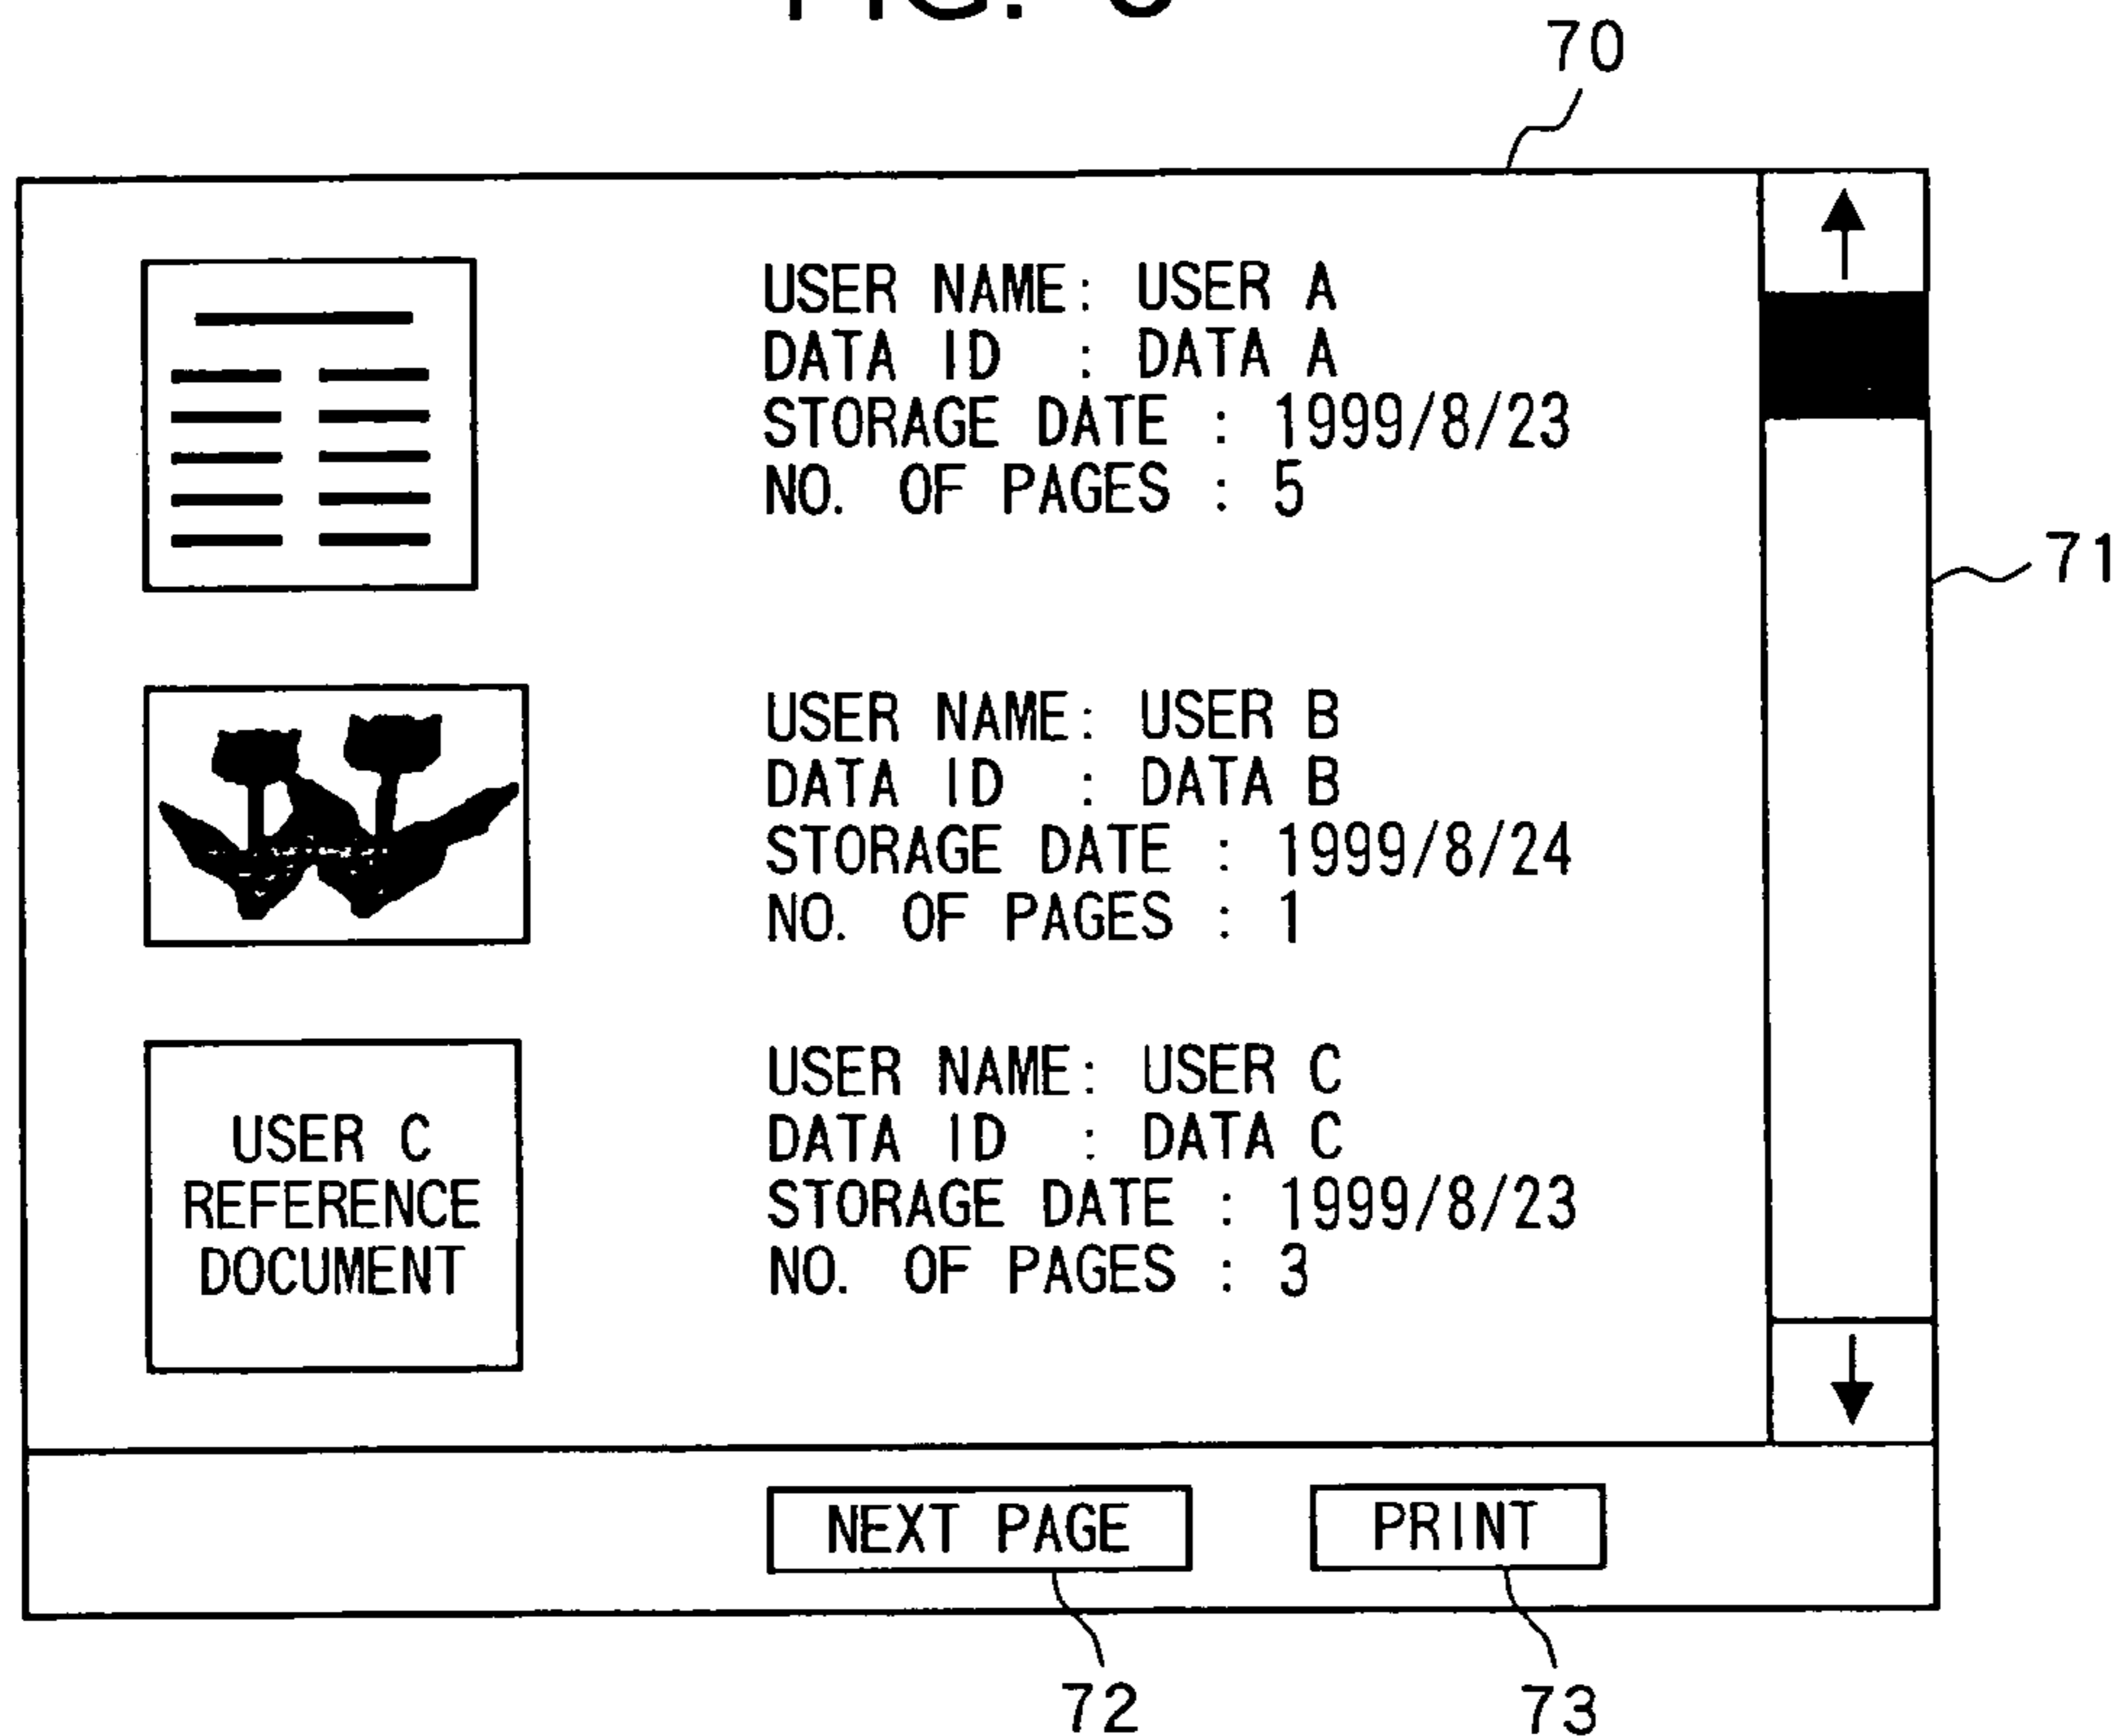 70
USER NAME: USER A
DATA ID : DATA A
STORAGE DATE : 1999/8/23
NO. OF PAGES : 5
71
USER NAME: USER B
DATA ID : DATA B
STORAGE DATE : 1999/8/24
NO. OF PAGES : 1
USER C
REFERENCE
DOCUMENT
USER NAME: USER C
DATA ID : DATA C
STORAGE DATE : 1999/8/23
NO. OF PAGES : 3
NEXT PAGE
PRINT
72
73